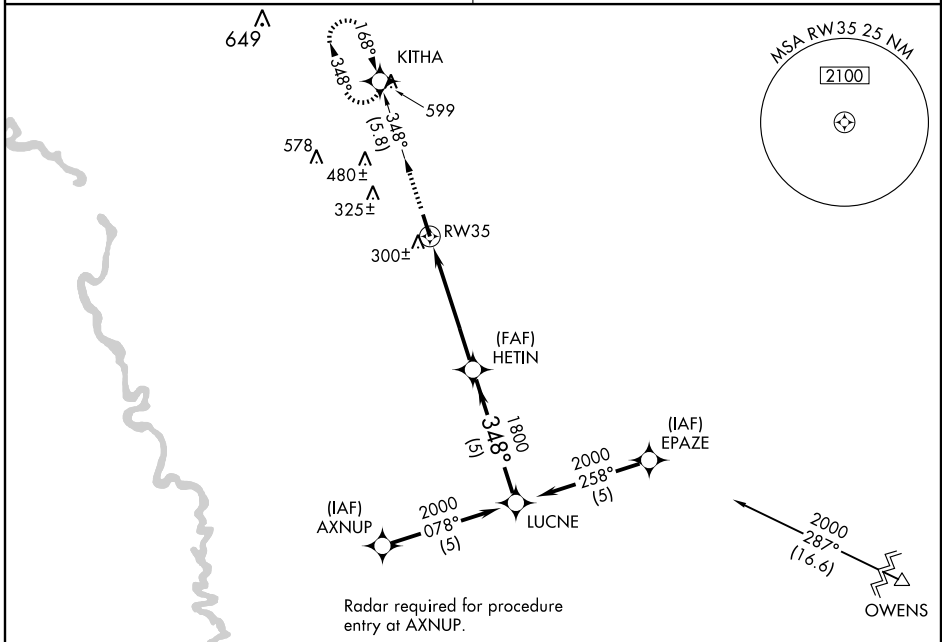 649
168°
348°
KITHA
599
348°
(5.8)
578
480±
325±
300±
RW35
MSA RW35 25 NM
2100
(FAF)
HETIN
1800
348°
(5)
(IAF)
EPAZE
2000
258°
(5)
(IAF)
AXNUP
2000
078°
(5)
LUCNE
2000
287°
(16.6)
OWENS
Radar required for procedure
entry at AXNUP.